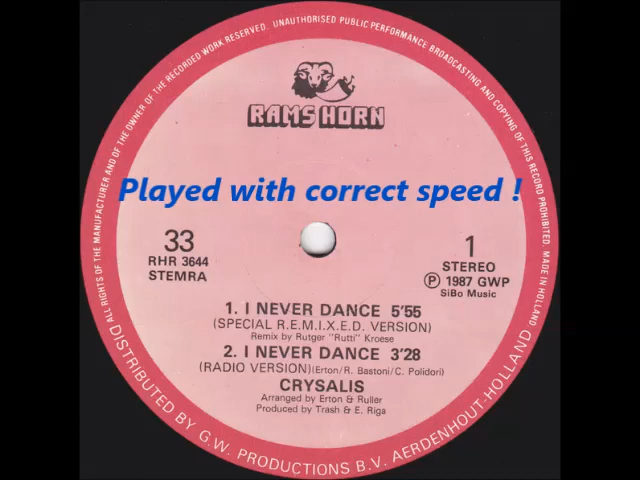 ALL RIGHTS OF THE MANUFACTURER AND OF THE OWNER OF THE RECORDED WORK RESERVED. UNAUTHORISED PUBLIC PERFORMANCE BROADCASTING AND COPYING OF THIS RECORD PROHIBITED. MADE IN HOLLAND
RAMS HORN
Played with correct speed !
33
RHR 3644
STEMRA
1
STEREO
Ⓟ 1987 GWP
SiBo Music
1. I NEVER DANCE 5'55
(SPECIAL R.E.M.I.X.E.D. VERSION)
Remix by Rutger "Rutti" Kroese
2. I NEVER DANCE 3'28
(RADIO VERSION)(Erton/R. Bastoni/C. Polidori)
CRYSALIS
Arranged by Erton & Ruller
Produced by Trash & E. Riga
DISTRIBUTED BY G.W. PRODUCTIONS B.V. AERDENHOUT-HOLLAND